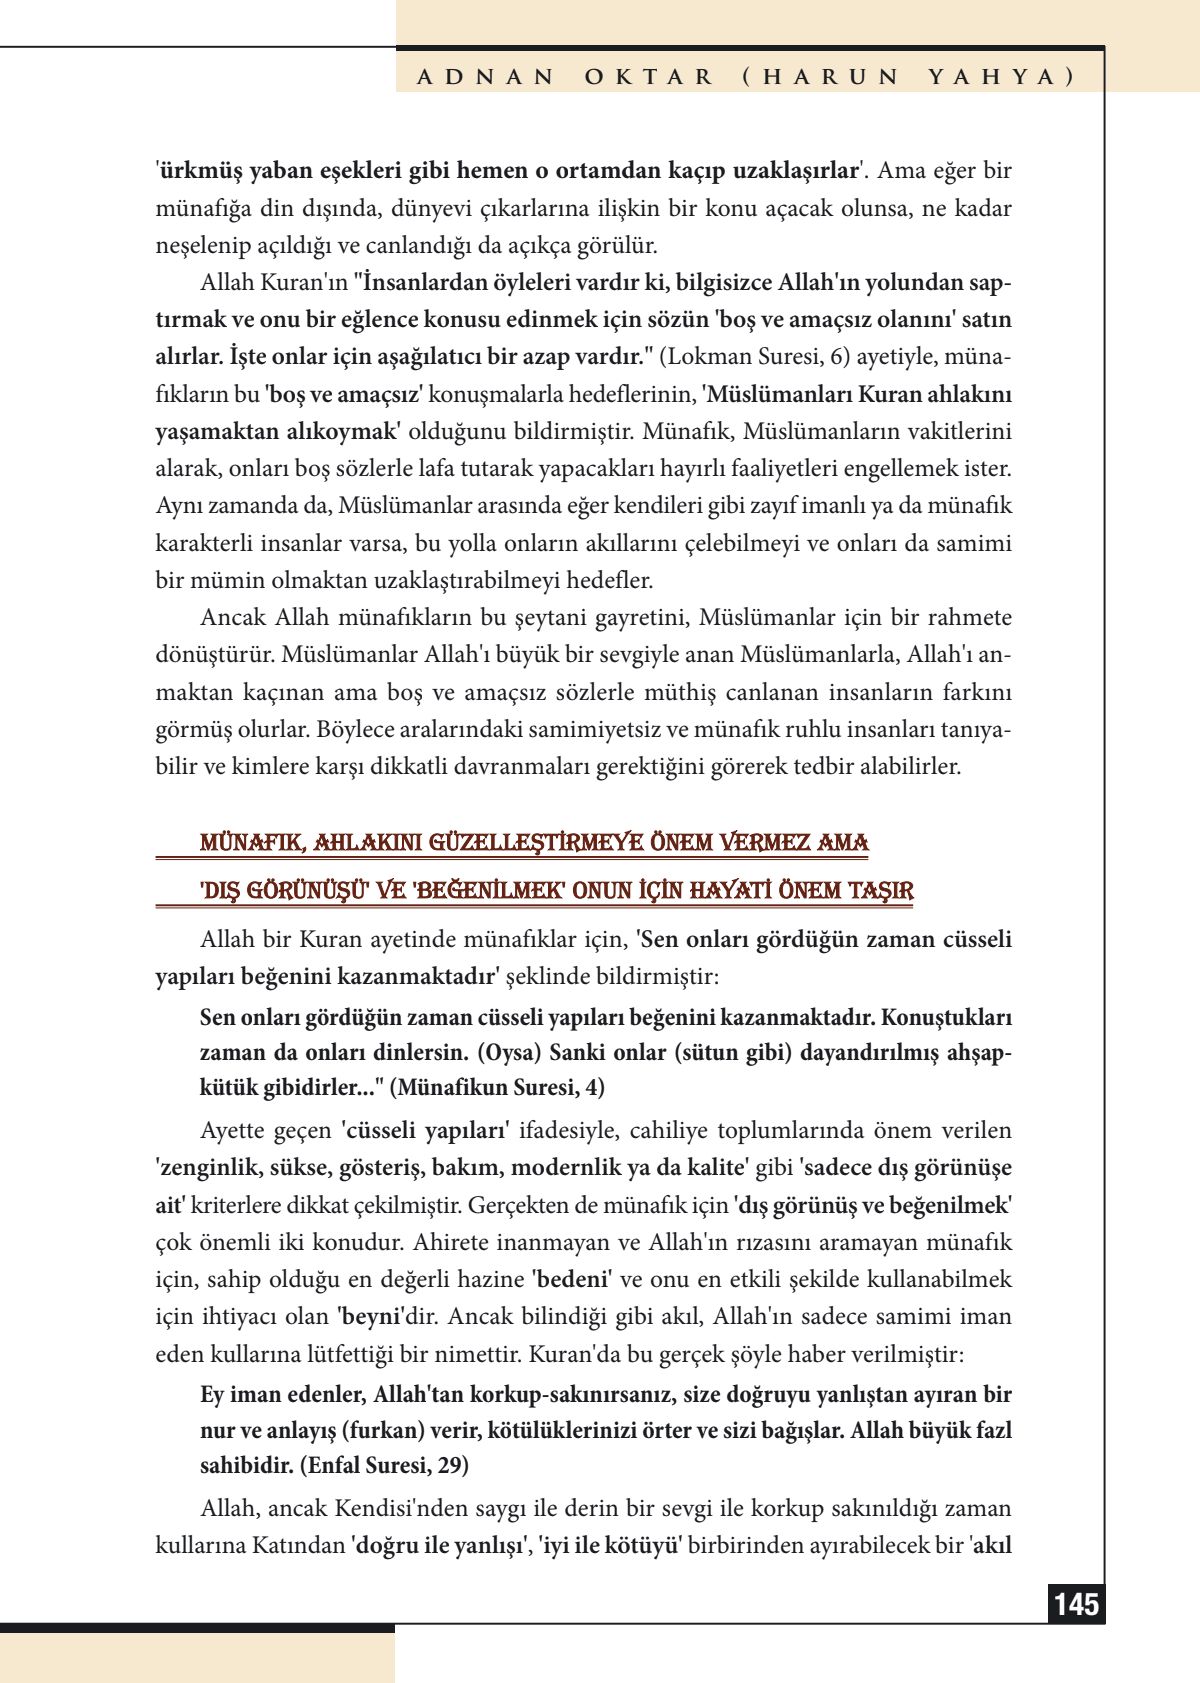 ADNAN OKTAR (HARUN YAHYA)
'ürkmüş yaban eşekleri gibi hemen o ortamdan kaçıp uzaklaşırlar'. Ama eğer bir
münafığa din dışında, dünyevi çıkarlarına ilişkin bir konu açacak olunsa, ne kadar
neşelenip açıldığı ve canlandığı da açıkça görülür.
Allah Kuran'ın "İnsanlardan öyleleri vardır ki, bilgisizce Allah'ın yolundan sap-
tırmak ve onu bir eğlence konusu edinmek için sözün 'boş ve amaçsız olanını' satın
alırlar. İşte onlar için aşağılatıcı bir azap vardır." (Lokman Suresi, 6) ayetiyle, müna-
fıkların bu 'boş ve amaçsız' konuşmalarla hedeflerinin, 'Müslümanları Kuran ahlakını
yaşamaktan alıkoymak' olduğunu bildirmiştir. Münafık, Müslümanların vakitlerini
alarak, onları boş sözlerle lafa tutarak yapacakları hayırlı faaliyetleri engellemek ister.
Aynı zamanda da, Müslümanlar arasında eğer kendileri gibi zayıf imanlı ya da münafık
karakterli insanlar varsa, bu yolla onların akıllarını çelebilmeyi ve onları da samimi
bir mümin olmaktan uzaklaştırabilmeyi hedefler.
Ancak Allah münafıkların bu şeytani gayretini, Müslümanlar için bir rahmete
dönüştürür. Müslümanlar Allah'ı büyük bir sevgiyle anan Müslümanlarla, Allah'ı an-
maktan kaçınan ama boş ve amaçsız sözlerle müthiş canlanan insanların farkını
görmüş olurlar. Böylece aralarındaki samimiyetsiz ve münafık ruhlu insanları tanıya-
bilir ve kimlere karşı dikkatli davranmaları gerektiğini görerek tedbir alabilirler.
MÜNAFIK, AHLAKINI GÜZELLEŞTİRMEYE ÖNEM VERMEZ AMA
'DIŞ GÖRÜNÜŞÜ' VE 'BEĞENİLMEK' ONUN İÇİN HAYATİ ÖNEM TAŞIR
Allah bir Kuran ayetinde münafıklar için, 'Sen onları gördüğün zaman cüsseli
yapıları beğenini kazanmaktadır' şeklinde bildirmiştir:
Sen onları gördüğün zaman cüsseli yapıları beğenini kazanmaktadır. Konuştukları
zaman da onları dinlersin. (Oysa) Sanki onlar (sütun gibi) dayandırılmış ahşap-
kütük gibidirler..." (Münafikun Suresi, 4)
Ayette geçen 'cüsseli yapıları' ifadesiyle, cahiliye toplumlarında önem verilen
'zenginlik, sükse, gösteriş, bakım, modernlik ya da kalite' gibi 'sadece dış görünüşe
ait' kriterlere dikkat çekilmiştir. Gerçekten de münafık için 'dış görünüş ve beğenilmek'
çok önemli iki konudur. Ahirete inanmayan ve Allah'ın rızasını aramayan münafık
için, sahip olduğu en değerli hazine 'bedeni' ve onu en etkili şekilde kullanabilmek
için ihtiyacı olan 'beyni'dir. Ancak bilindiği gibi akıl, Allah'ın sadece samimi iman
eden kullarına lütfettiği bir nimettir. Kuran'da bu gerçek şöyle haber verilmiştir:
Ey iman edenler, Allah'tan korkup-sakınırsanız, size doğruyu yanlıştan ayıran bir
nur ve anlayış (furkan) verir, kötülüklerinizi örter ve sizi bağışlar. Allah büyük fazl
sahibidir. (Enfal Suresi, 29)
Allah, ancak Kendisi'nden saygı ile derin bir sevgi ile korkup sakınıldığı zaman
kullarına Katından 'doğru ile yanlışı', 'iyi ile kötüyü' birbirinden ayırabilecek bir 'akıl
145